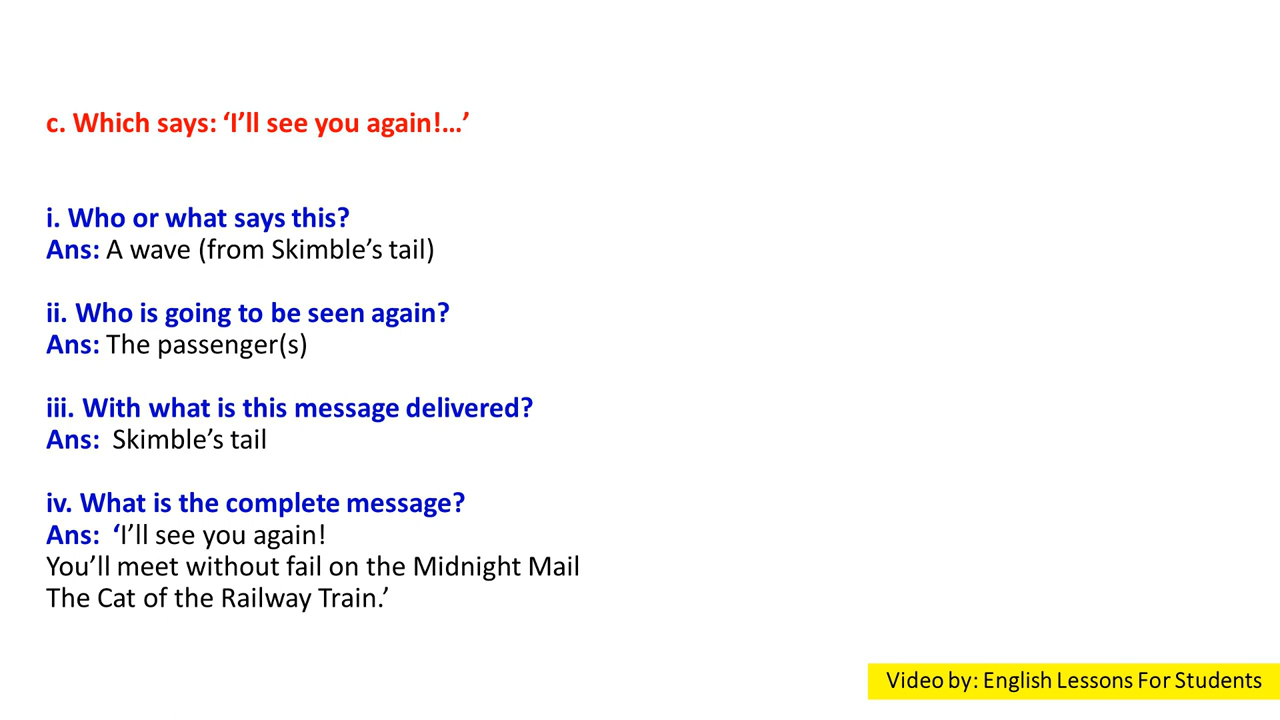 c. Which says: ‘I’ll see you again!...’
i. Who or what says this?
Ans: A wave (from Skimble’s tail)
ii. Who is going to be seen again?
Ans: The passenger(s)
iii. With what is this message delivered?
Ans:  Skimble’s tail
iv. What is the complete message?
Ans:  ‘I’ll see you again!
You’ll meet without fail on the Midnight Mail
The Cat of the Railway Train.’
Video by: English Lessons For Students